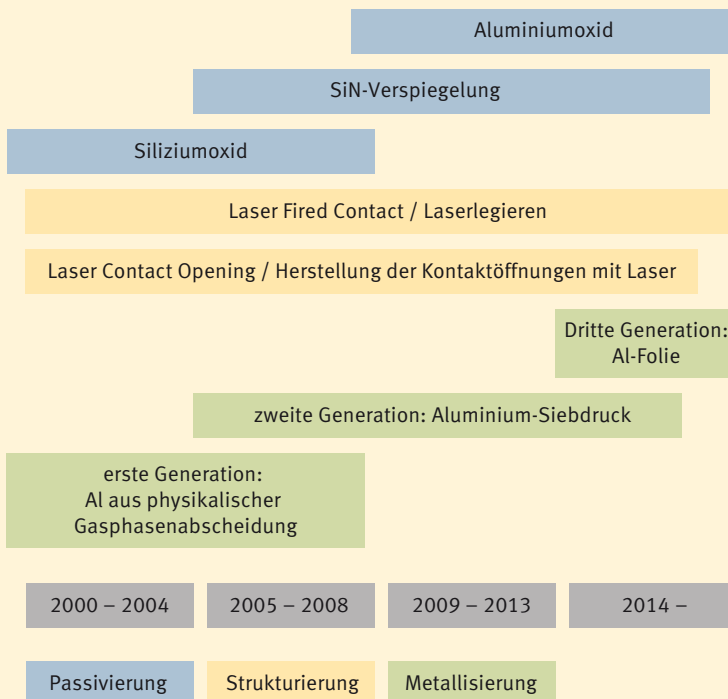 Aluminiumoxid
SiN-Verspiegelung
Siliziumoxid
Laser Fired Contact / Laserlegieren
Laser Contact Opening / Herstellung der Kontaktöffnungen mit Laser
Dritte Generation:
Al-Folie
zweite Generation: Aluminium-Siebdruck
erste Generation:
Al aus physikalischer
Gasphasenabscheidung
2000 – 2004
2005 – 2008
2009 – 2013
2014 –
Passivierung
Strukturierung
Metallisierung